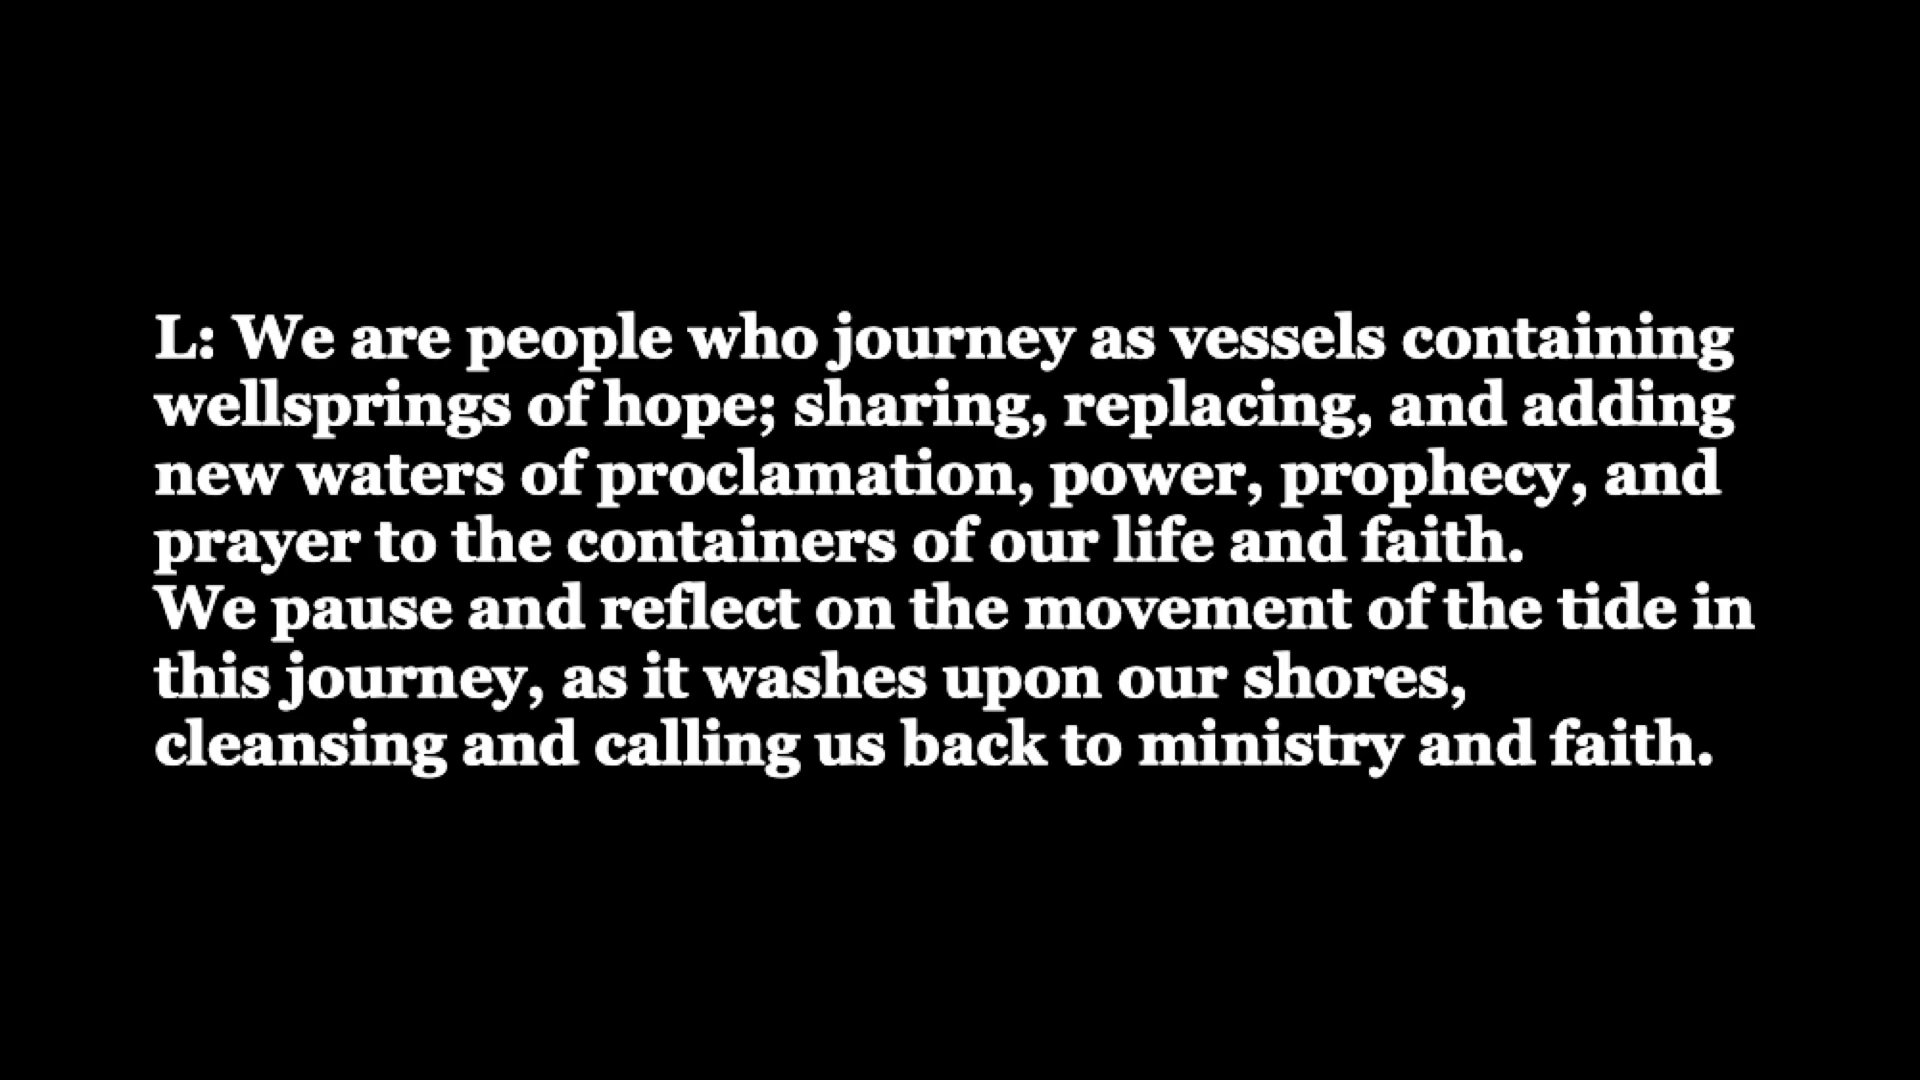 L: We are people who journey as vessels containing
wellsprings of hope; sharing, replacing, and adding
new waters of proclamation, power, prophecy, and
prayer to the containers of our life and faith.
We pause and reflect on the movement of the tide in
this journey, as it washes upon our shores,
cleansing and calling us back to ministry and faith.